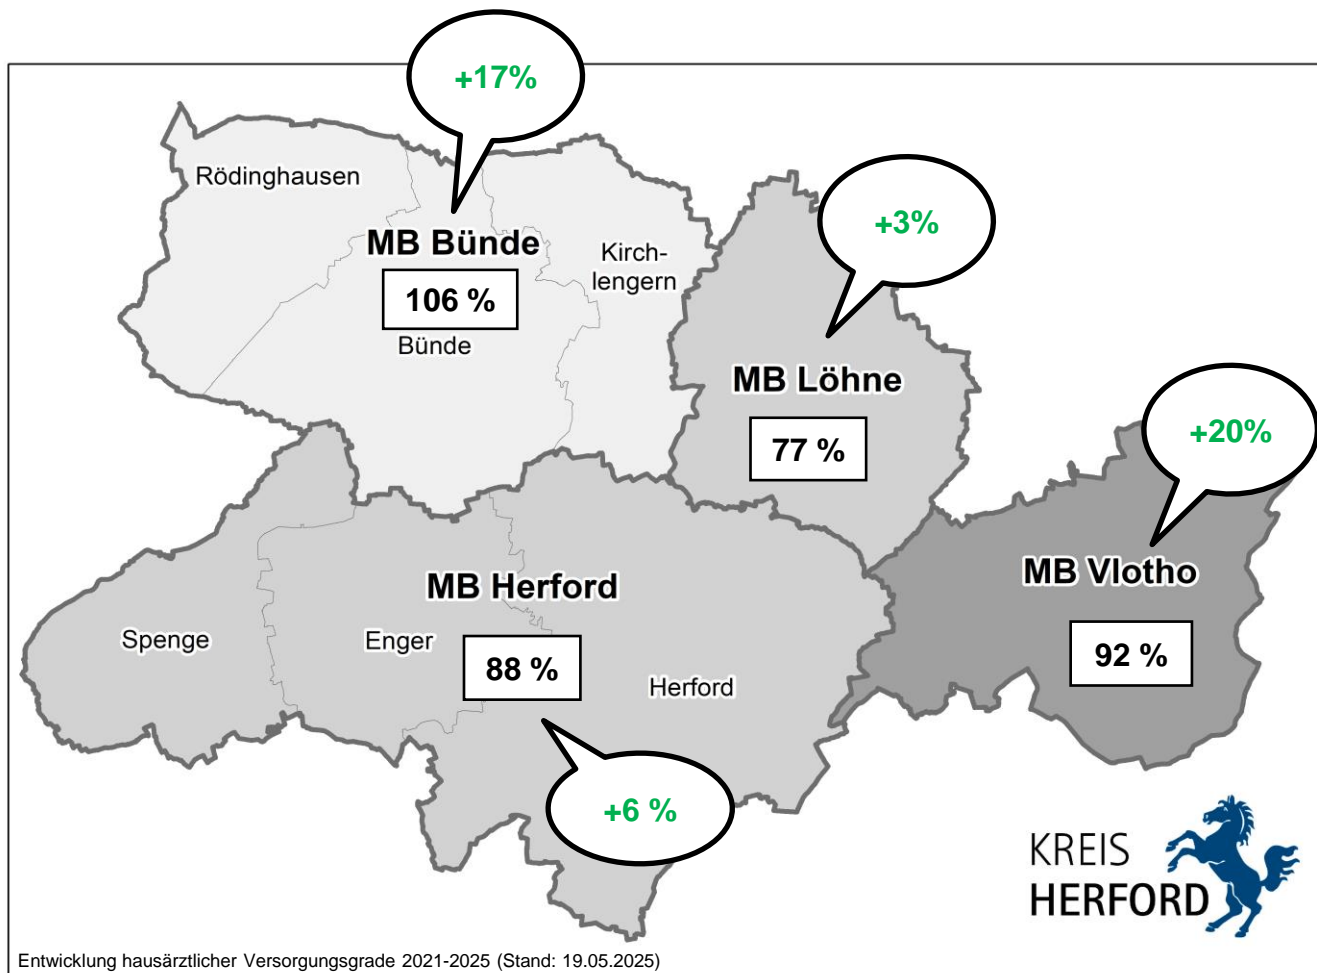 +17%
Rödinghausen
MB Bünde
106 %
Bünde
Kirch-
lengern
+3%
MB Löhne
77 %
+20%
MB Vlotho
92 %
MB Herford
Spenge
Enger
88 %
Herford
+6 %
KREIS
HERFORD
Entwicklung hausärztlicher Versorgungsgrade 2021-2025 (Stand: 19.05.2025)